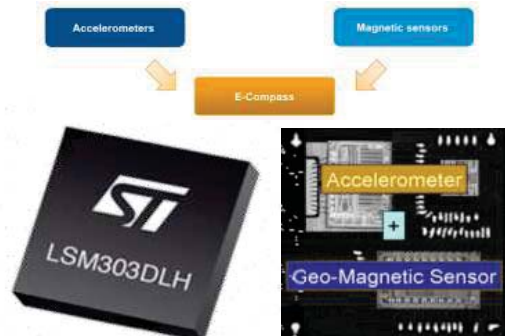 Accelerometers
Magnetic sensors
E-Compass
ST
LSM303DLH
Accelerometer
+
Geo-Magnetic Sensor